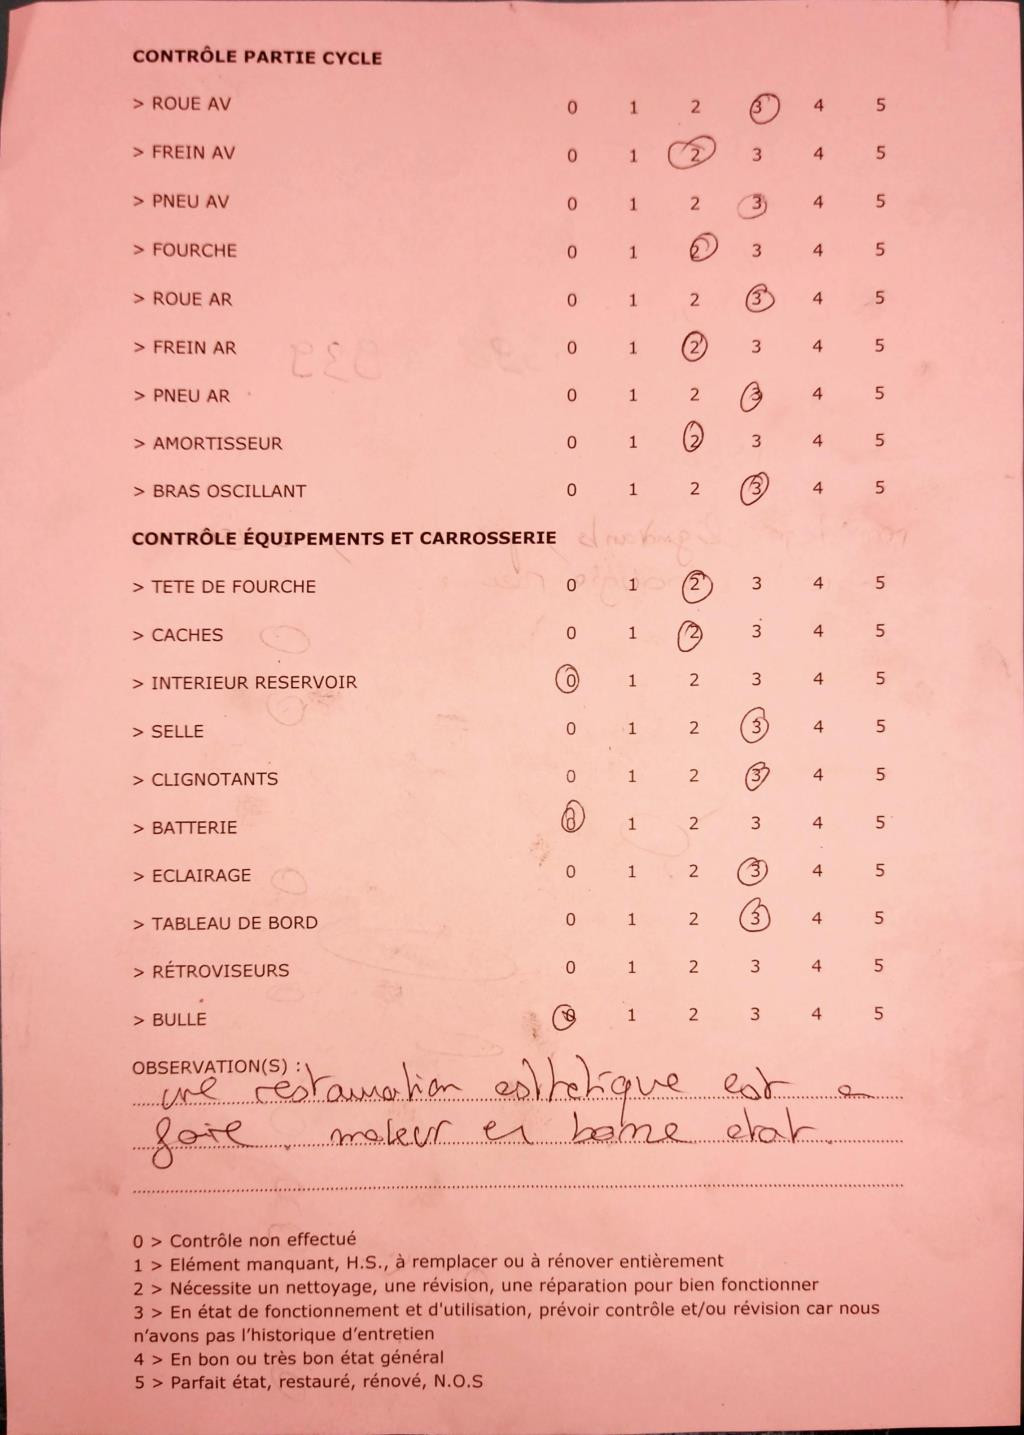 CONTRÔLE PARTIE CYCLE
> ROUE AV 0 1 2 3 4 5
> FREIN AV 0 1 2 3 4 5
> PNEU AV 0 1 2 3 4 5
> FOURCHE 0 1 2 3 4 5
> ROUE AR 0 1 2 3 4 5
> FREIN AR 0 1 2 3 4 5
> PNEU AR 0 1 2 3 4 5
> AMORTISSEUR 0 1 2 3 4 5
> BRAS OSCILLANT 0 1 2 3 4 5
CONTRÔLE ÉQUIPEMENTS ET CARROSSERIE
> TETE DE FOURCHE 0 1 2 3 4 5
> CACHES 0 1 2 3 4 5
> INTERIEUR RESERVOIR 0 1 2 3 4 5
> SELLE 0 1 2 3 4 5
> CLIGNOTANTS 0 1 2 3 4 5
> BATTERIE 0 1 2 3 4 5
> ECLAIRAGE 0 1 2 3 4 5
> TABLEAU DE BORD 0 1 2 3 4 5
> RÉTROVISEURS 0 1 2 3 4 5
> BULLE 0 1 2 3 4 5
OBSERVATION(S) :
une restauration esthetique est a
faire. moteur en bonne etat.
0 > Contrôle non effectué
1 > Elément manquant, H.S., à remplacer ou à rénover entièrement
2 > Nécessite un nettoyage, une révision, une réparation pour bien fonctionner
3 > En état de fonctionnement et d'utilisation, prévoir contrôle et/ou révision car nous
n'avons pas l'historique d'entretien
4 > En bon ou très bon état général
5 > Parfait état, restauré, rénové, N.O.S